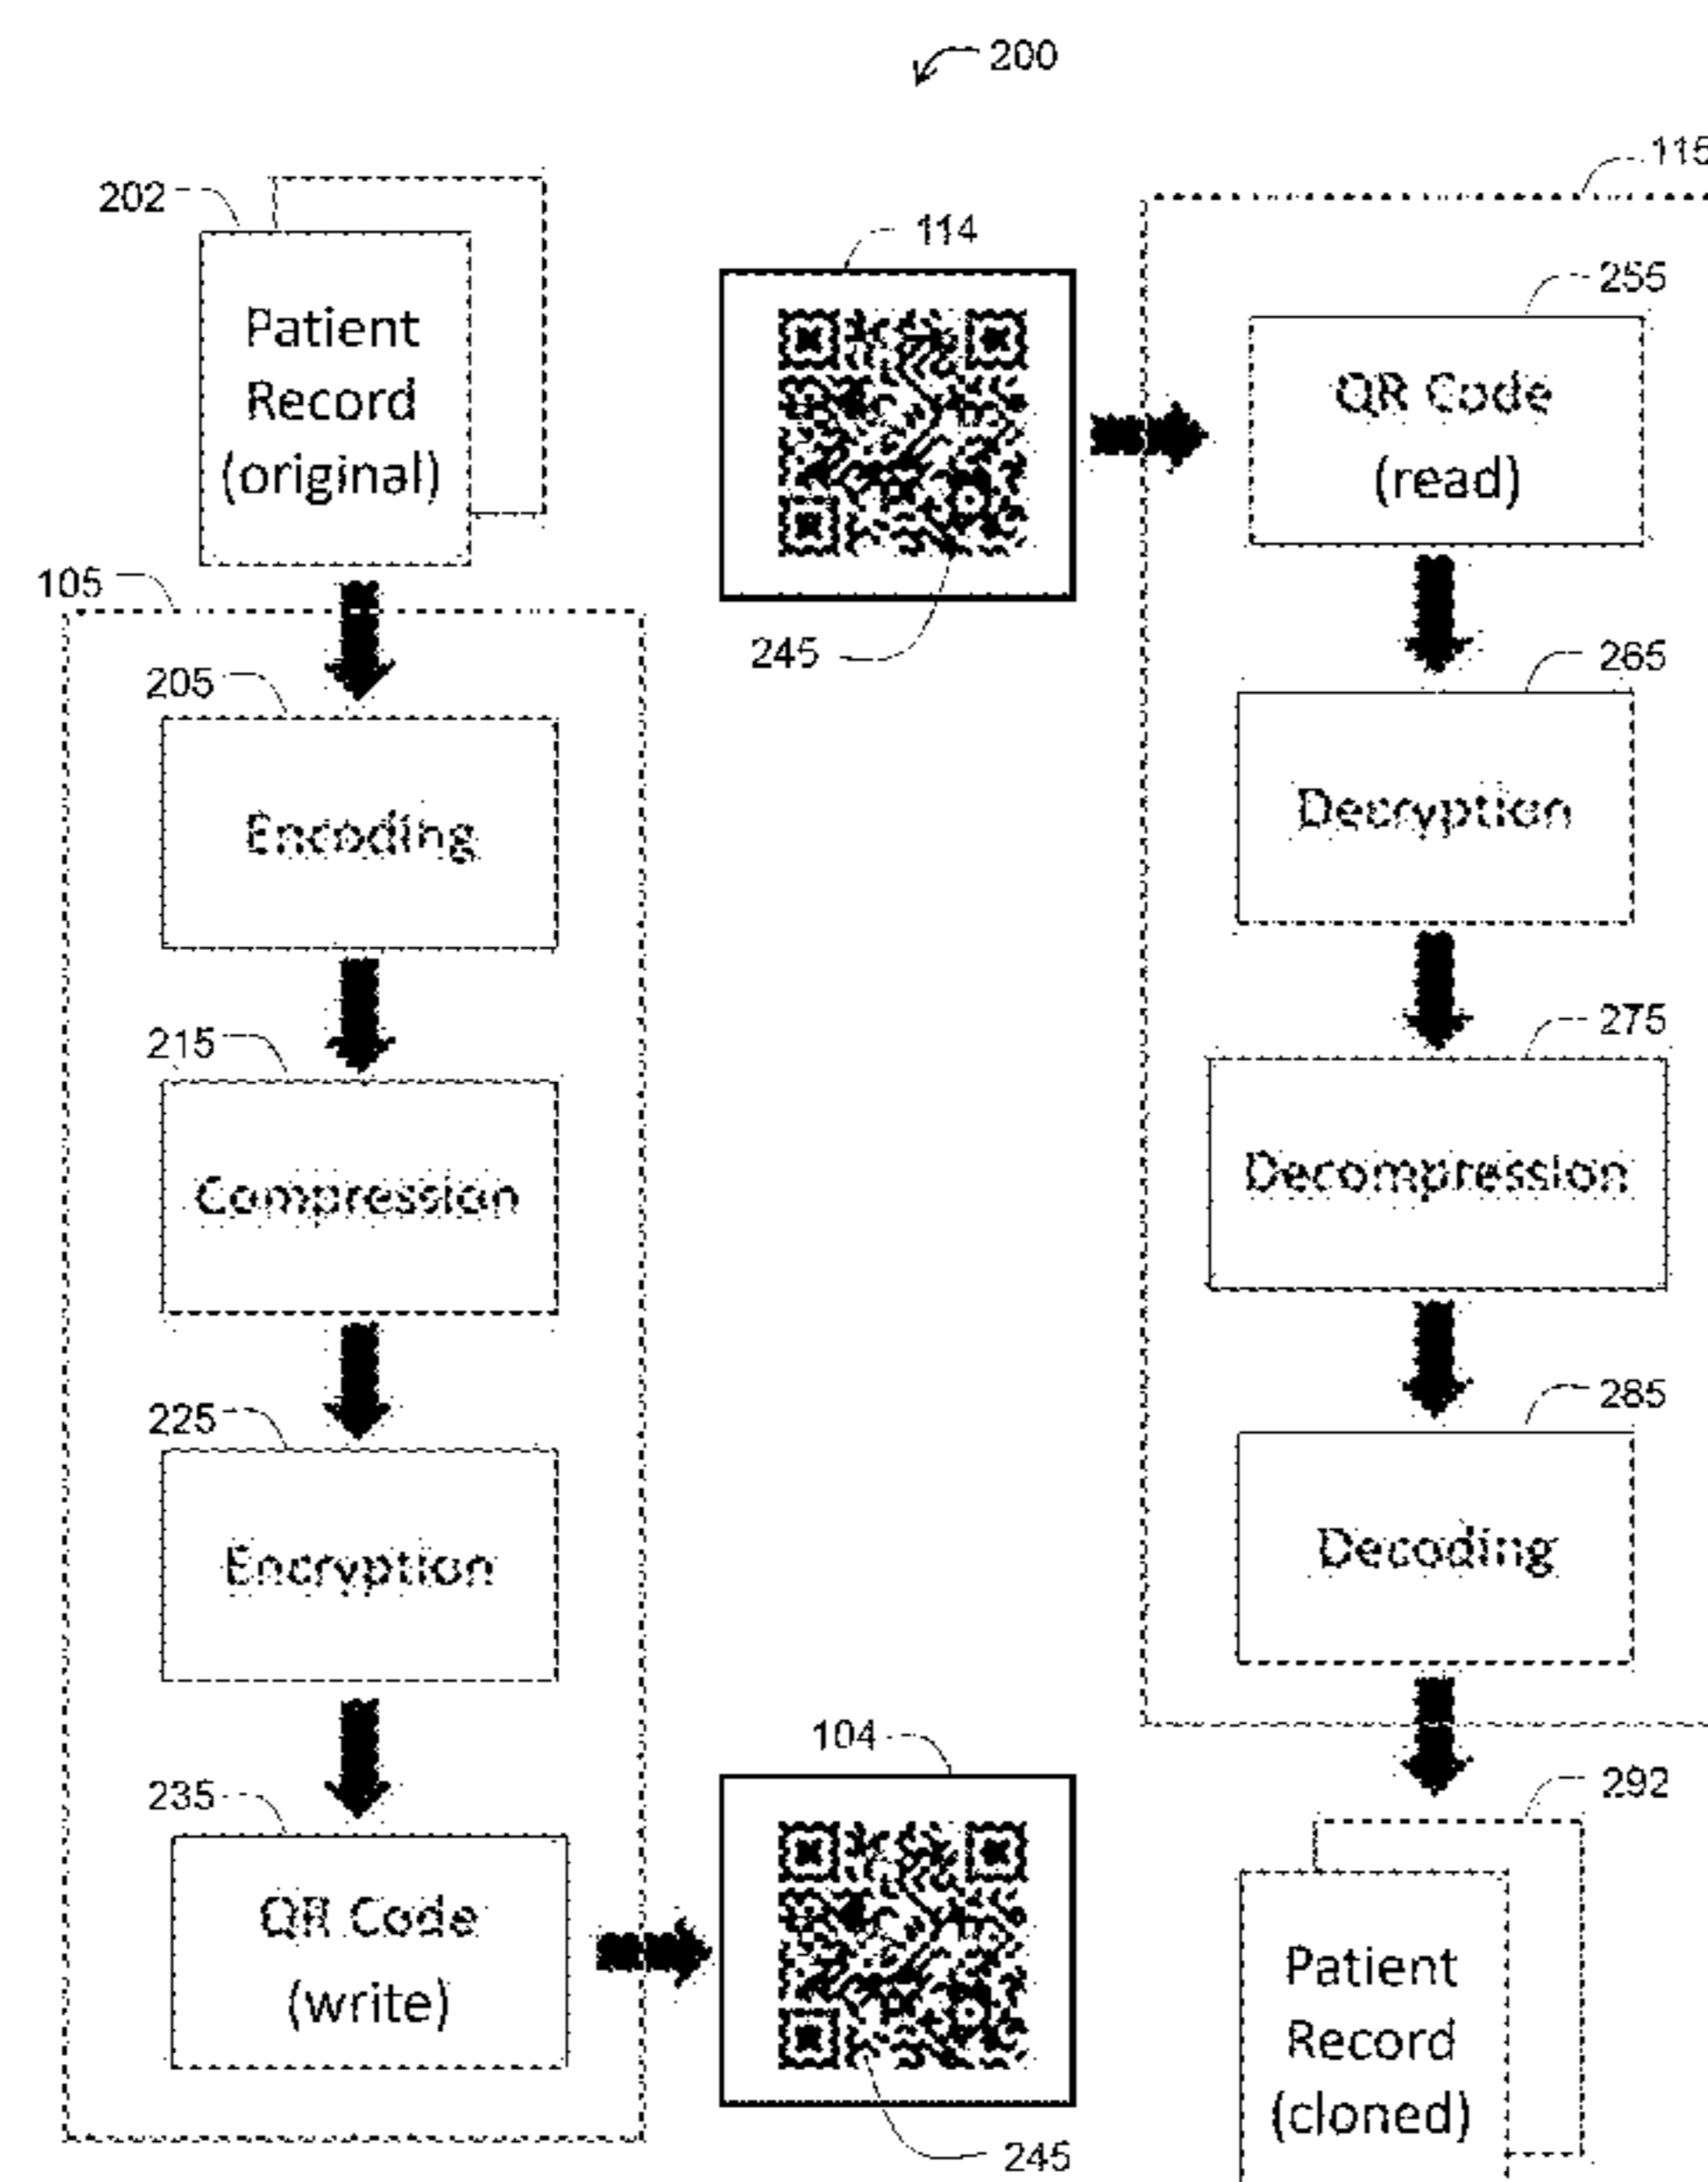 200
202
Patient
Record
(original)
105
205
Encoding
215
Compression
225
Encryption
235
QR Code
(write)
114
245
104
245
115
255
QR Code
(read)
265
Decryption
275
Decompression
285
Decoding
292
Patient
Record
(cloned)